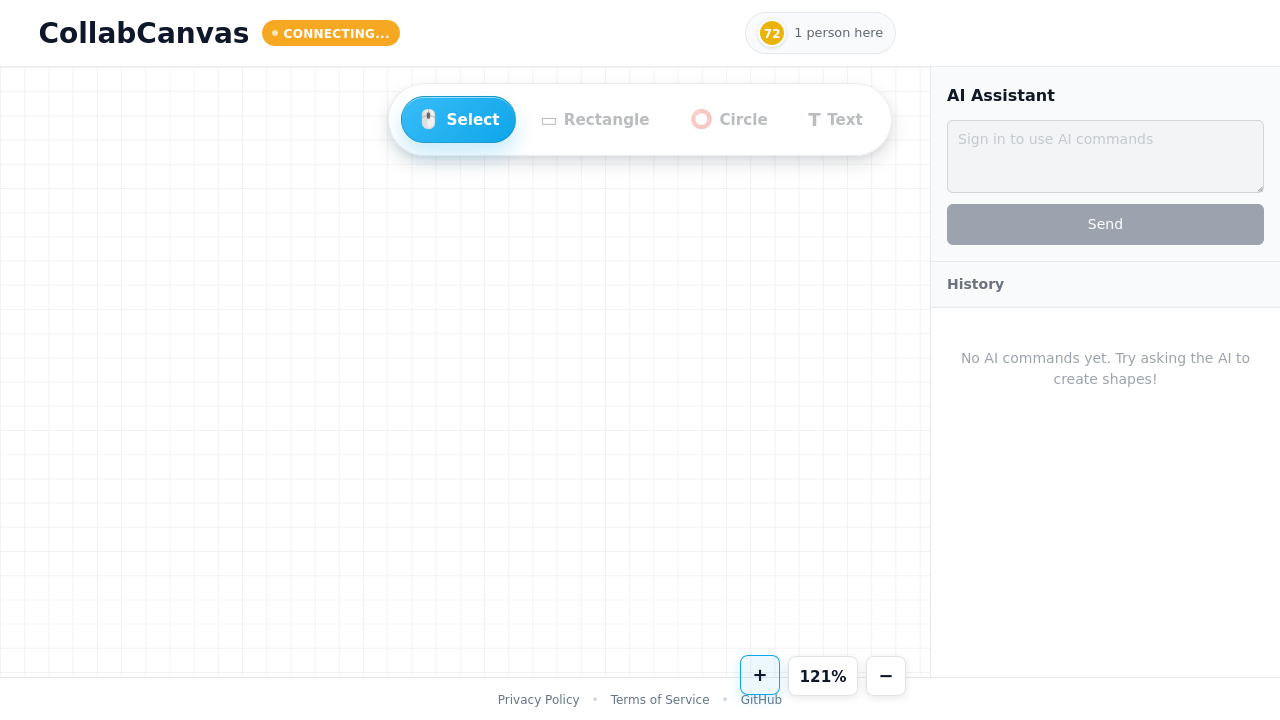 CollabCanvas
CONNECTING...
72
1 person here
Select
Rectangle
Circle
T Text
AI Assistant
Sign in to use AI commands
Send
History
No AI commands yet. Try asking the AI to
create shapes!
+
121%
−
Privacy Policy • Terms of Service • GitHub